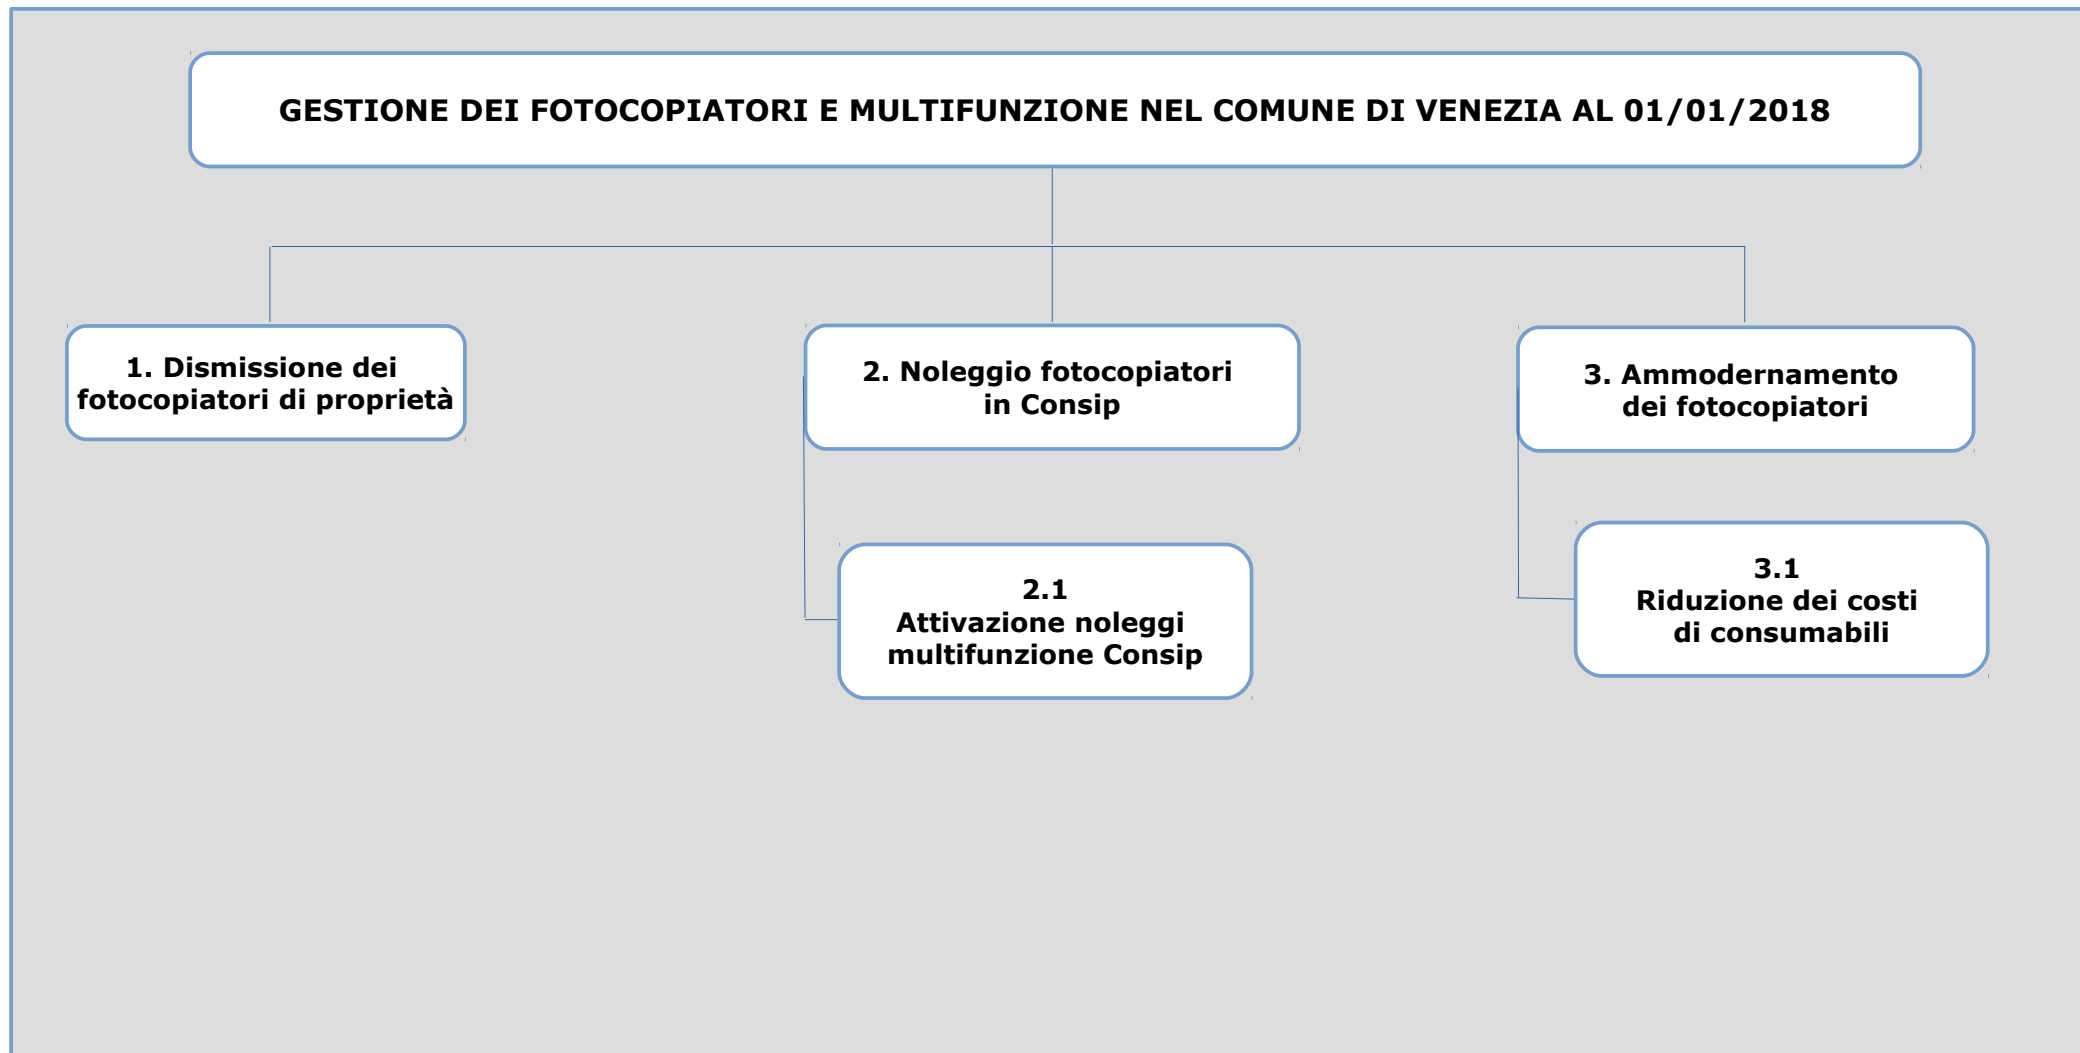 GESTIONE DEI FOTOCOPIATORI E MULTIFUNZIONE NEL COMUNE DI VENEZIA AL 01/01/2018
1. Dismissione dei
fotocopiatori di proprietà
2. Noleggio fotocopiatori
in Consip
3. Ammodernamento
dei fotocopiatori
2.1
Attivazione noleggi
multifunzione Consip
3.1
Riduzione dei costi
di consumabili